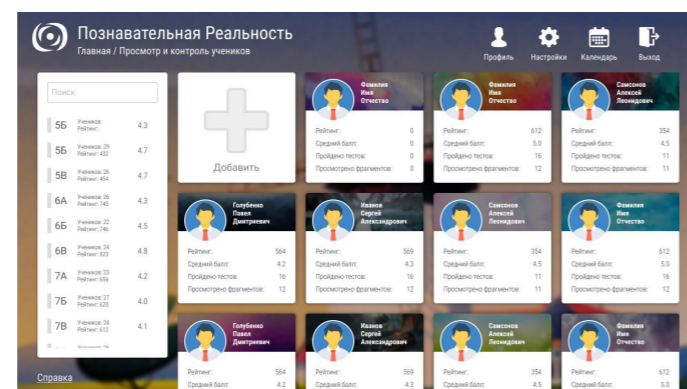 Познавательная Реальность
Главная / Просмотр и контроль учеников
Профиль
Настройки
Календарь
Выход
Поиск
5Б
Учеников:
Рейтинг:
4.3
5Б
Учеников: 29
Рейтинг: 432
4.7
5В
Учеников: 26
Рейтинг: 454
4.7
6А
Учеников: 26
Рейтинг: 745
4.3
6Б
Учеников: 22
Рейтинг: 746
4.5
6В
Учеников: 24
Рейтинг: 823
4.8
7А
Учеников: 23
Рейтинг: 656
4.2
7Б
Учеников: 27
Рейтинг: 620
4.0
7В
Учеников: 24
Рейтинг: 612
4.1
Справка
Добавить
Фамилия
Имя
Отчество
Рейтинг: 0
Средний балл: 0
Пройдено тестов: 0
Просмотрено фрагментов: 0
Фамилия
Имя
Отчество
Рейтинг: 612
Средний балл: 5.0
Пройдено тестов: 16
Просмотрено фрагментов: 12
Самсонов
Алексей
Леонидович
Рейтинг: 354
Средний балл: 4.5
Пройдено тестов: 11
Просмотрено фрагментов: 11
Голубенко
Павел
Дмитриевич
Рейтинг: 564
Средний балл: 4.2
Пройдено тестов: 16
Просмотрено фрагментов: 12
Иванов
Сергей
Александрович
Рейтинг: 569
Средний балл: 4.3
Пройдено тестов: 16
Просмотрено фрагментов: 12
Самсонов
Алексей
Леонидович
Рейтинг: 354
Средний балл: 4.5
Пройдено тестов: 11
Просмотрено фрагментов: 11
Фамилия
Имя
Отчество
Рейтинг: 612
Средний балл: 5.0
Пройдено тестов: 16
Просмотрено фрагментов: 12
Голубенко
Павел
Дмитриевич
Рейтинг: 564
Средний балл: 4.2
Иванов
Сергей
Александрович
Рейтинг: 569
Средний балл: 4.3
Самсонов
Алексей
Леонидович
Рейтинг: 354
Средний балл: 4.5
Фамилия
Имя
Отчество
Рейтинг: 612
Средний балл: 5.0